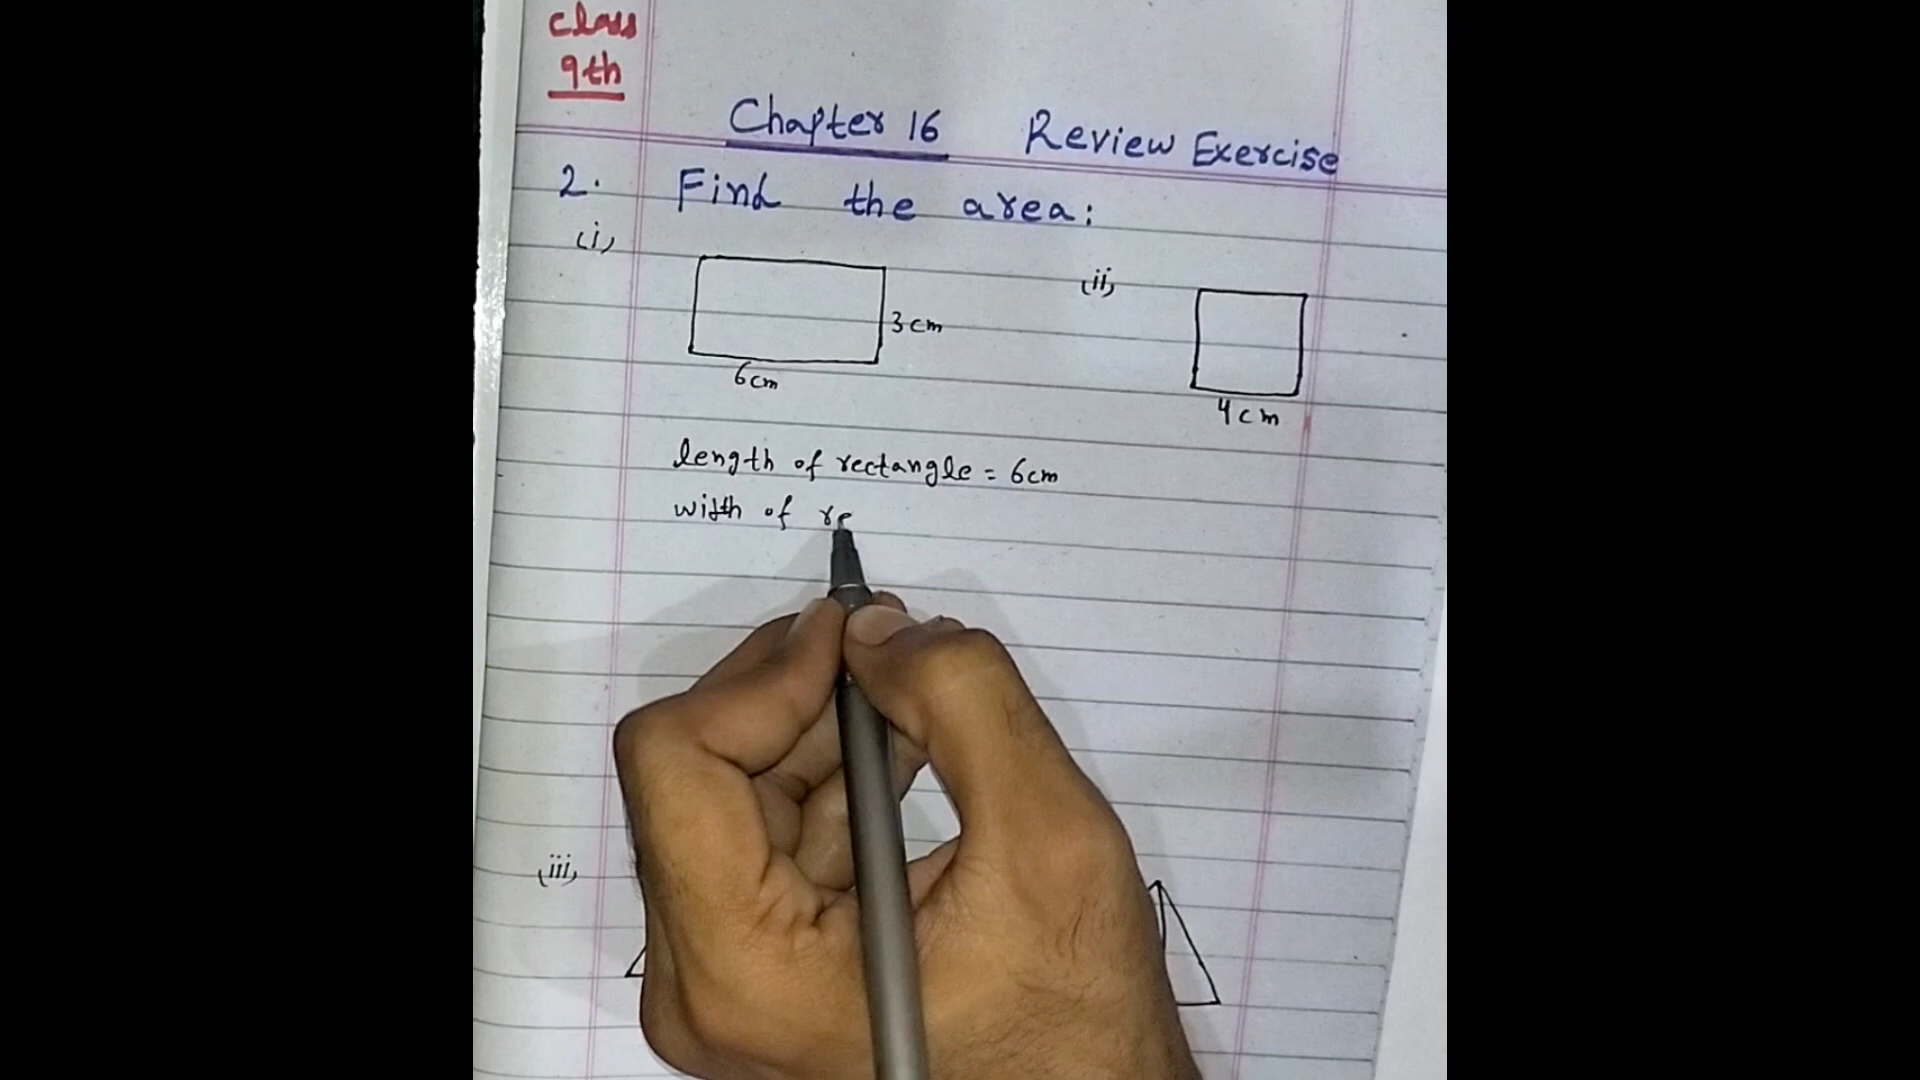 Class
9th
Chapter 16 Review Exercise
2. Find the area:
(i)
(ii)
3cm
6cm
4cm
length of rectangle = 6cm
width of re
(iii)